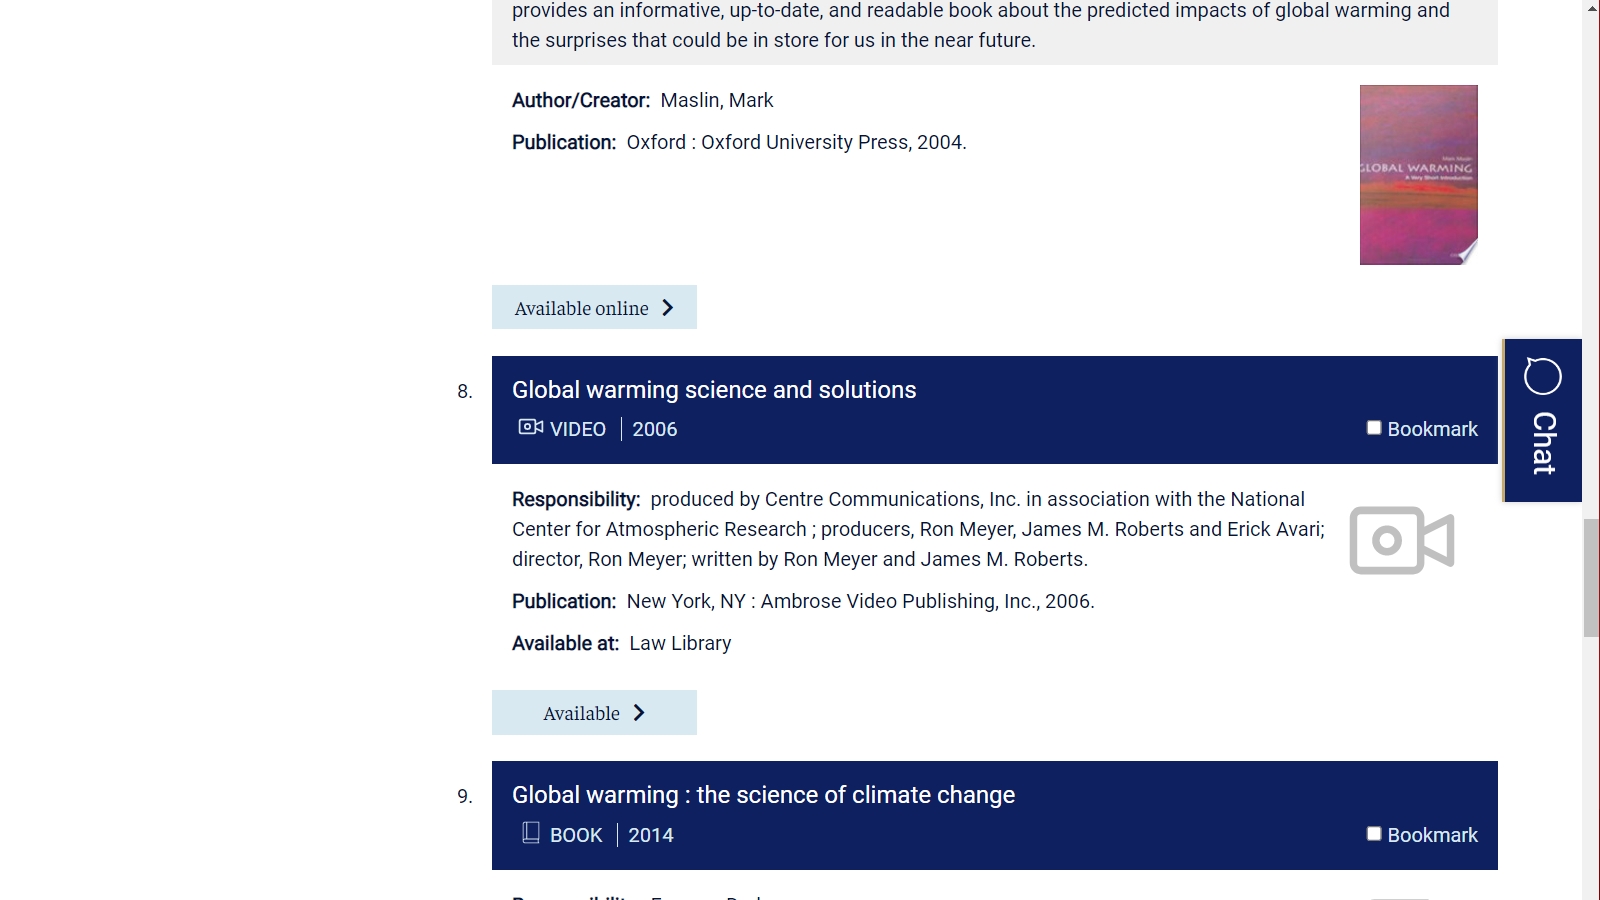 provides an informative, up-to-date, and readable book about the predicted impacts of global warming and
the surprises that could be in store for us in the near future.
Author/Creator: Maslin, Mark
Publication: Oxford : Oxford University Press, 2004.
Mark Maslin
GLOBAL WARMING
A Very Short Introduction
Available online
8. Global warming science and solutions
VIDEO 2006 Bookmark
Chat
Responsibility: produced by Centre Communications, Inc. in association with the National
Center for Atmospheric Research ; producers, Ron Meyer, James M. Roberts and Erick Avari;
director, Ron Meyer; written by Ron Meyer and James M. Roberts.
Publication: New York, NY : Ambrose Video Publishing, Inc., 2006.
Available at: Law Library
Available
9. Global warming : the science of climate change
BOOK 2014 Bookmark